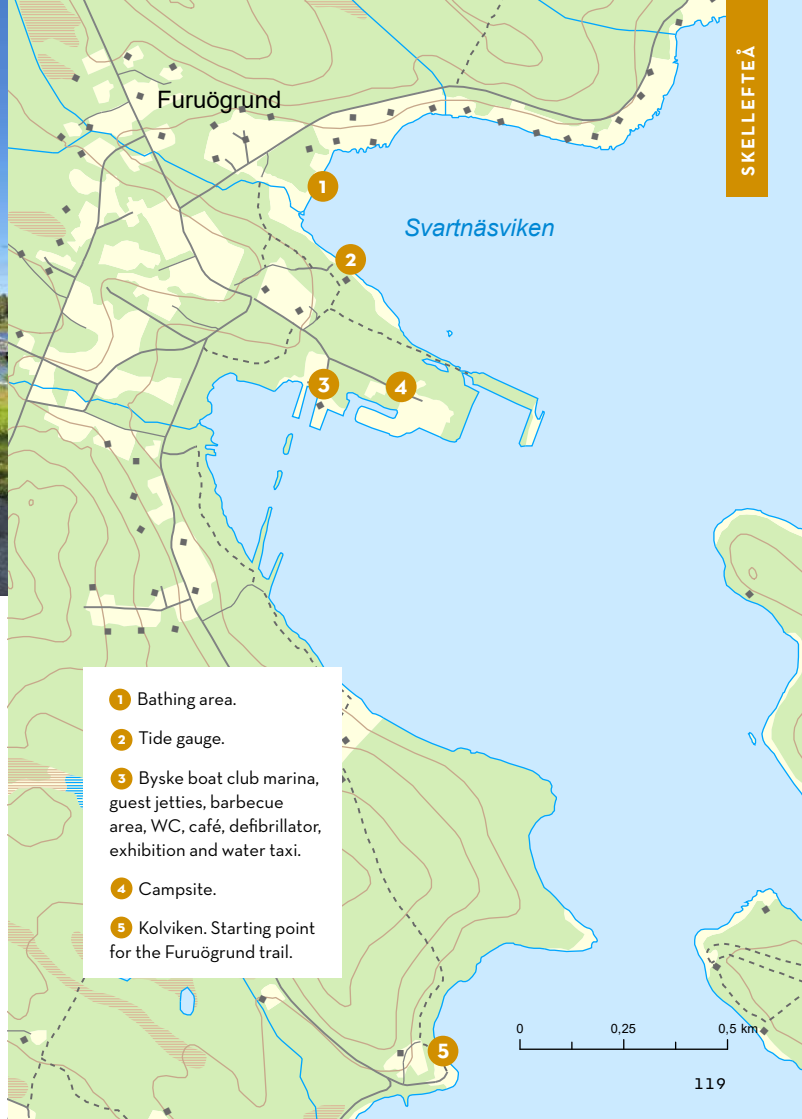 SKELLEFTEÅ
Furuögrund
1
Svartnäsviken
2
3
4
1 Bathing area.
2 Tide gauge.
3 Byske boat club marina,
guest jetties, barbecue
area, WC, café, defibrillator,
exhibition and water taxi.
4 Campsite.
5 Kolviken. Starting point
for the Furuögrund trail.
5
0 0,25 0,5 km
119